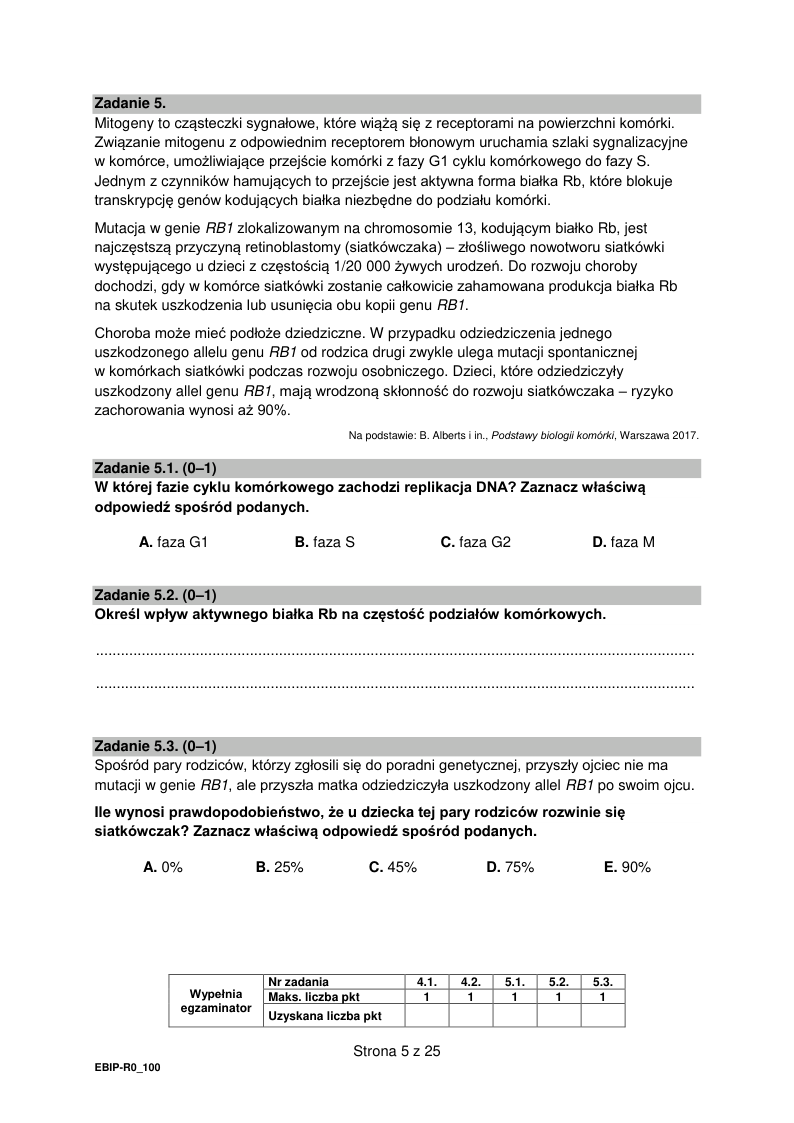 Zadanie 5.
Mitogeny to cząsteczki sygnałowe, które wiążą się z receptorami na powierzchni komórki.
Związanie mitogenu z odpowiednim receptorem błonowym uruchamia szlaki sygnalizacyjne
w komórce, umożliwiające przejście komórki z fazy G1 cyklu komórkowego do fazy S.
Jednym z czynników hamujących to przejście jest aktywna forma białka Rb, które blokuje
transkrypcję genów kodujących białka niezbędne do podziału komórki.
Mutacja w genie RB1 zlokalizowanym na chromosomie 13, kodującym białko Rb, jest
najczęstszą przyczyną retinoblastomy (siatkówczaka) – złośliwego nowotworu siatkówki
występującego u dzieci z częstością 1/20 000 żywych urodzeń. Do rozwoju choroby
dochodzi, gdy w komórce siatkówki zostanie całkowicie zahamowana produkcja białka Rb
na skutek uszkodzenia lub usunięcia obu kopii genu RB1.
Choroba może mieć podłoże dziedziczne. W przypadku odziedziczenia jednego
uszkodzonego allelu genu RB1 od rodzica drugi zwykle ulega mutacji spontanicznej
w komórkach siatkówki podczas rozwoju osobniczego. Dzieci, które odziedziczyły
uszkodzony allel genu RB1, mają wrodzoną skłonność do rozwoju siatkówczaka – ryzyko
zachorowania wynosi aż 90%.
Na podstawie: B. Alberts i in., Podstawy biologii komórki, Warszawa 2017.
Zadanie 5.1. (0–1)
W której fazie cyklu komórkowego zachodzi replikacja DNA? Zaznacz właściwą
odpowiedź spośród podanych.
A. faza G1 B. faza S C. faza G2 D. faza M
Zadanie 5.2. (0–1)
Określ wpływ aktywnego białka Rb na częstość podziałów komórkowych.
Zadanie 5.3. (0–1)
Spośród pary rodziców, którzy zgłosili się do poradni genetycznej, przyszły ojciec nie ma
mutacji w genie RB1, ale przyszła matka odziedziczyła uszkodzony allel RB1 po swoim ojcu.
Ile wynosi prawdopodobieństwo, że u dziecka tej pary rodziców rozwinie się
siatkówczak? Zaznacz właściwą odpowiedź spośród podanych.
A. 0% B. 25% C. 45% D. 75% E. 90%
Wypełnia
egzaminator
Nr zadania 4.1. 4.2. 5.1. 5.2. 5.3.
Maks. liczba pkt 1 1 1 1 1
Uzyskana liczba pkt
Strona 5 z 25
EBIP-R0_100